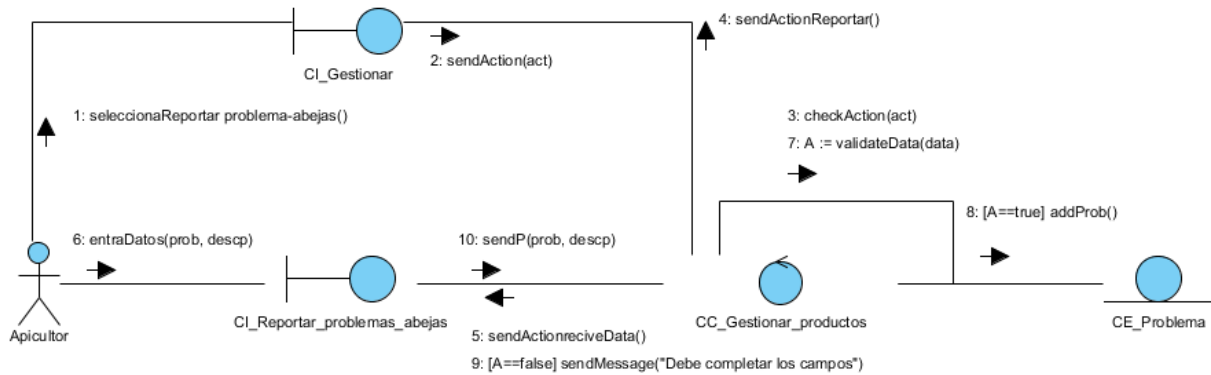 4: sendActionReportar()
2: sendAction(act)
CI_Gestionar
1: seleccionaReportar problema-abejas()
3: checkAction(act)
7: A := validateData(data)
8: [A==true] addProb()
6: entraDatos(prob, descp)
10: sendP(prob, descp)
Apicultor
CI_Reportar_problemas_abejas
CC_Gestionar_productos
CE_Problema
5: sendActionreciveData()
9: [A==false] sendMessage("Debe completar los campos")